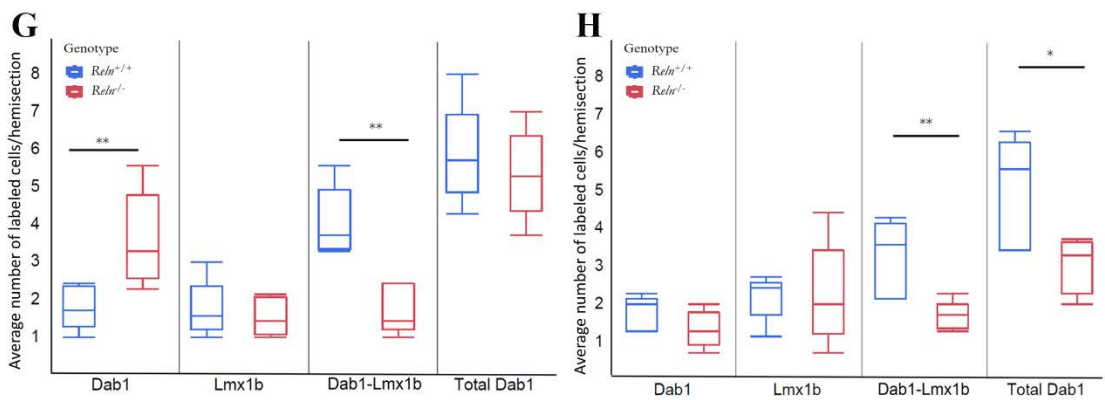 G
Average number of labeled cells/hemisection
Genotype
Reln+/+
Reln-/-
8
7
6
5
4
3
2
1
**
**
Dab1
Lmx1b
Dab1-Lmx1b
Total Dab1
H
Average number of labeled cells/hemisection
Genotype
Reln+/+
Reln-/-
8
7
6
5
4
3
2
1
**
*
Dab1
Lmx1b
Dab1-Lmx1b
Total Dab1